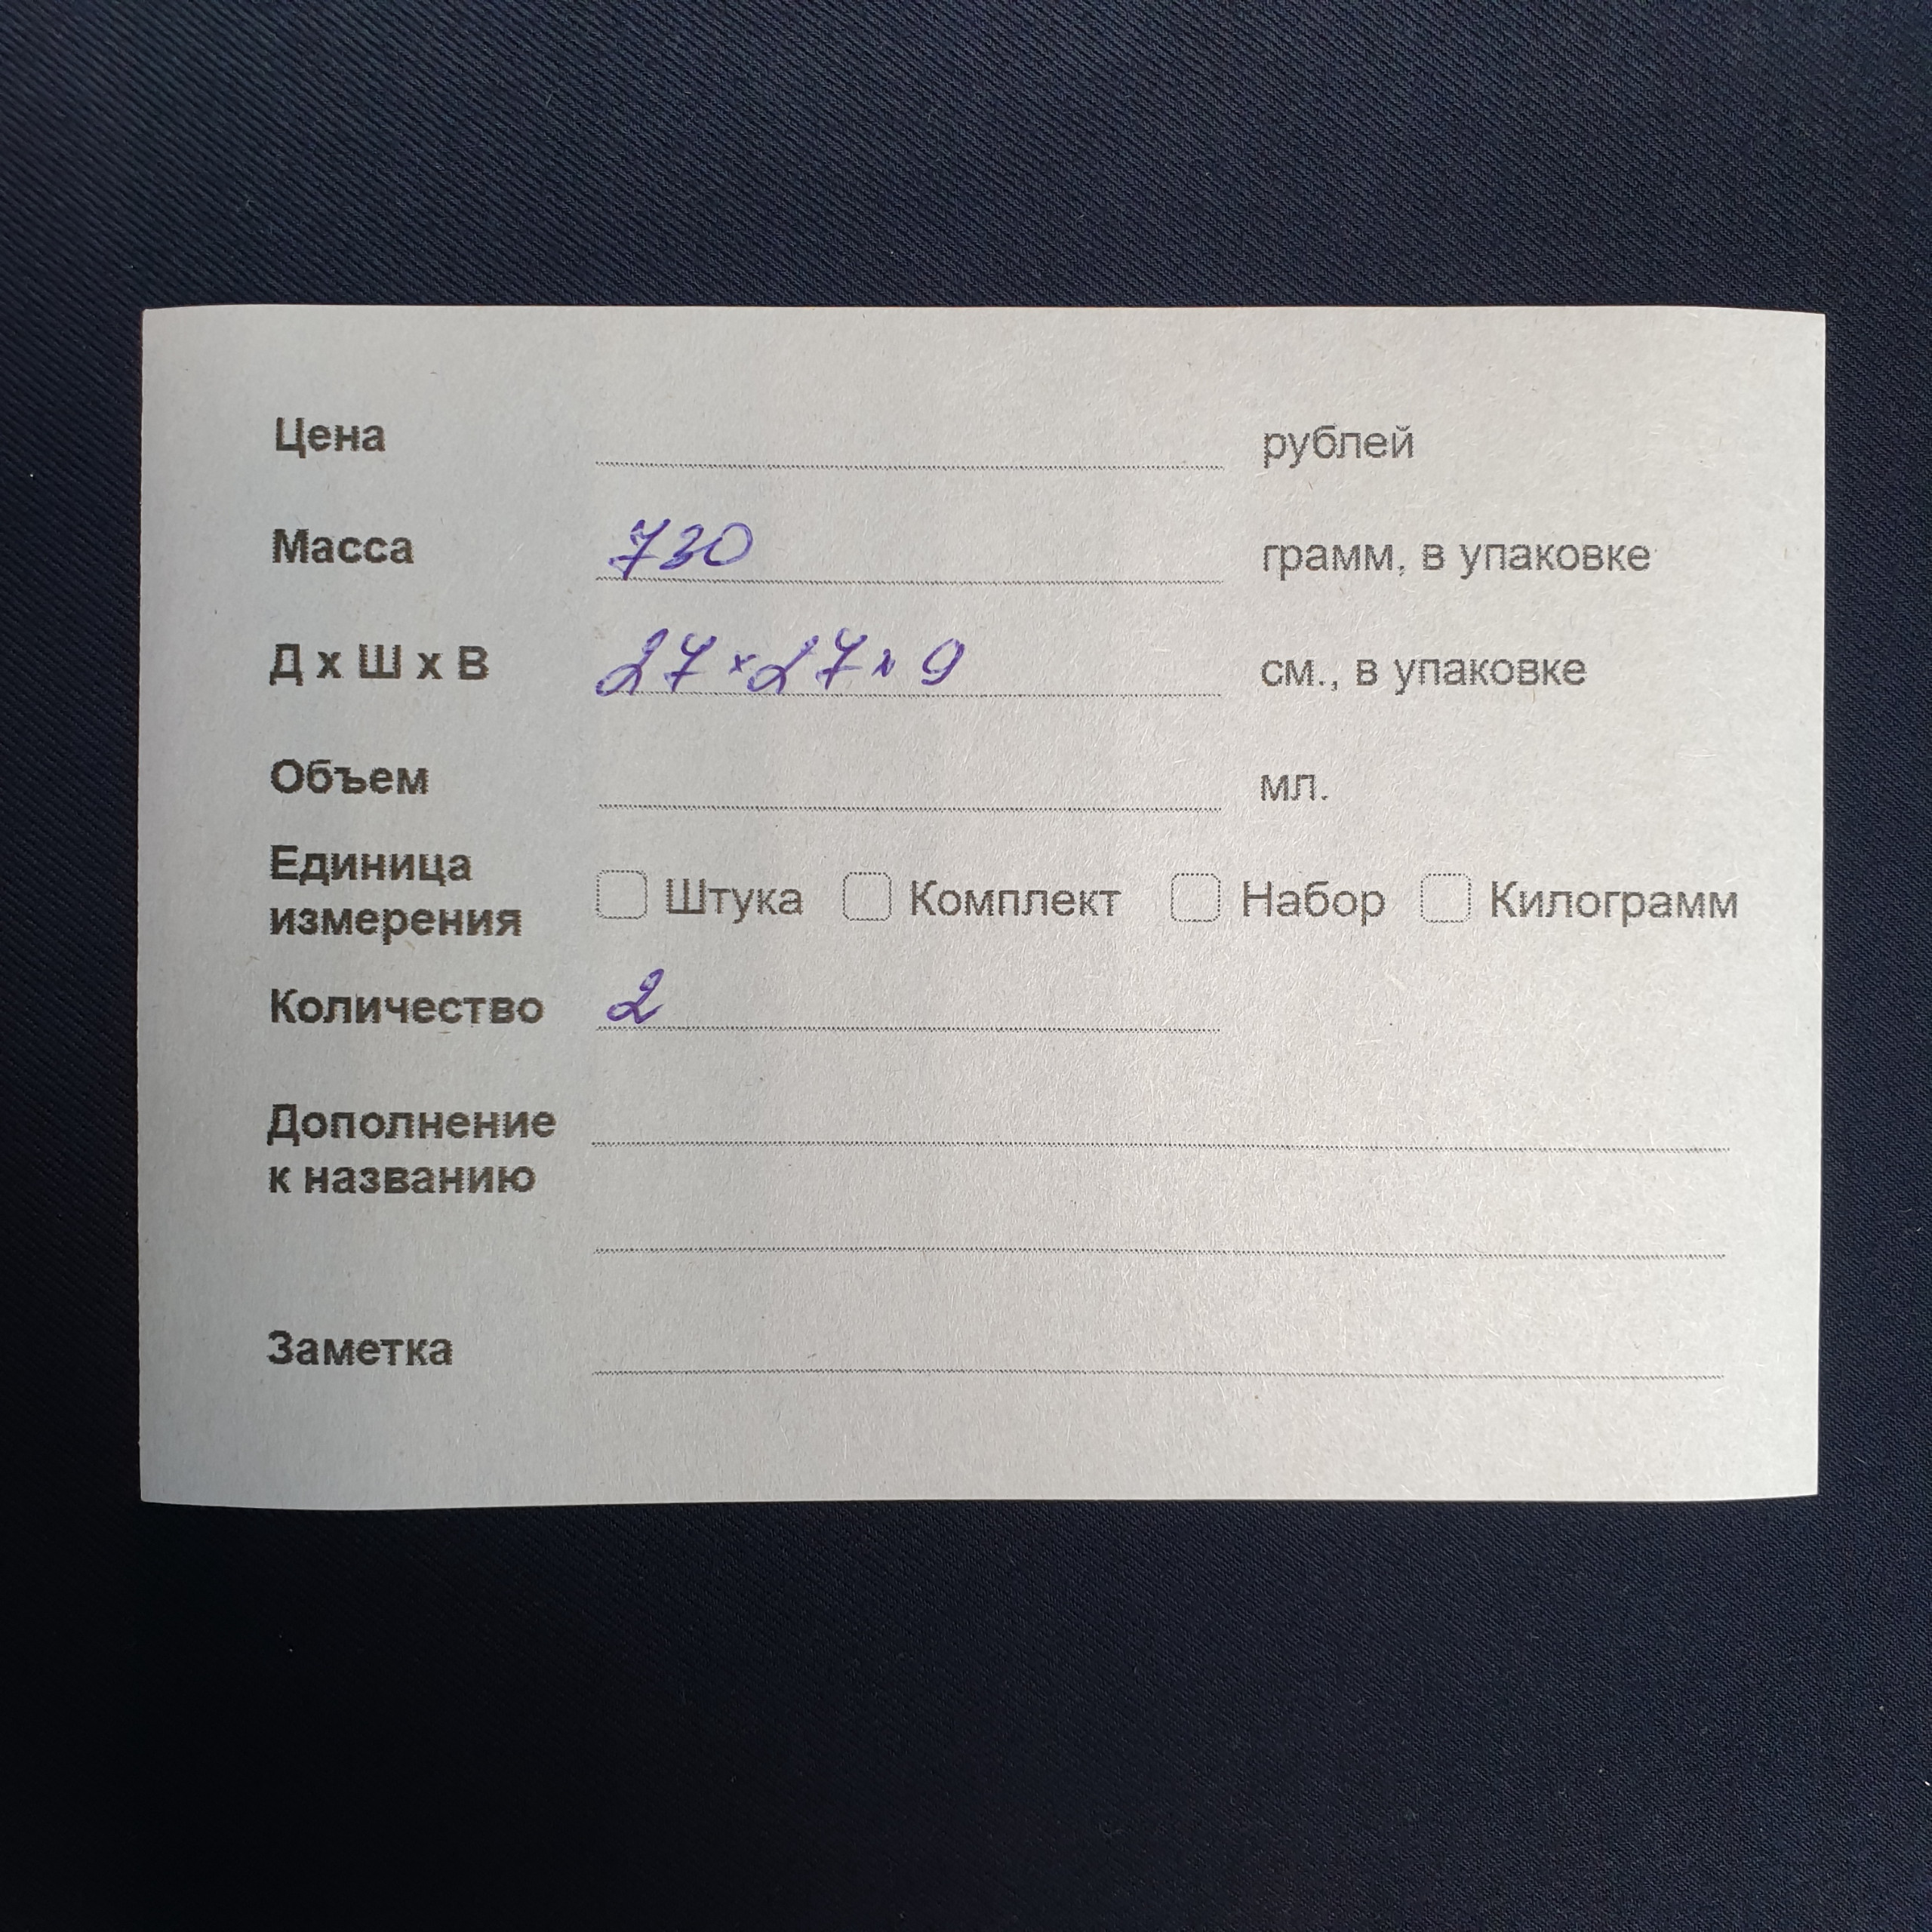 Цена рублей
Масса 730 грамм, в упаковке
Д х Ш х В 27 x 27 x 9 см., в упаковке
Объем мл.
Единица измерения Штука Комплект Набор Килограмм
Количество 2
Дополнение
к названию
Заметка